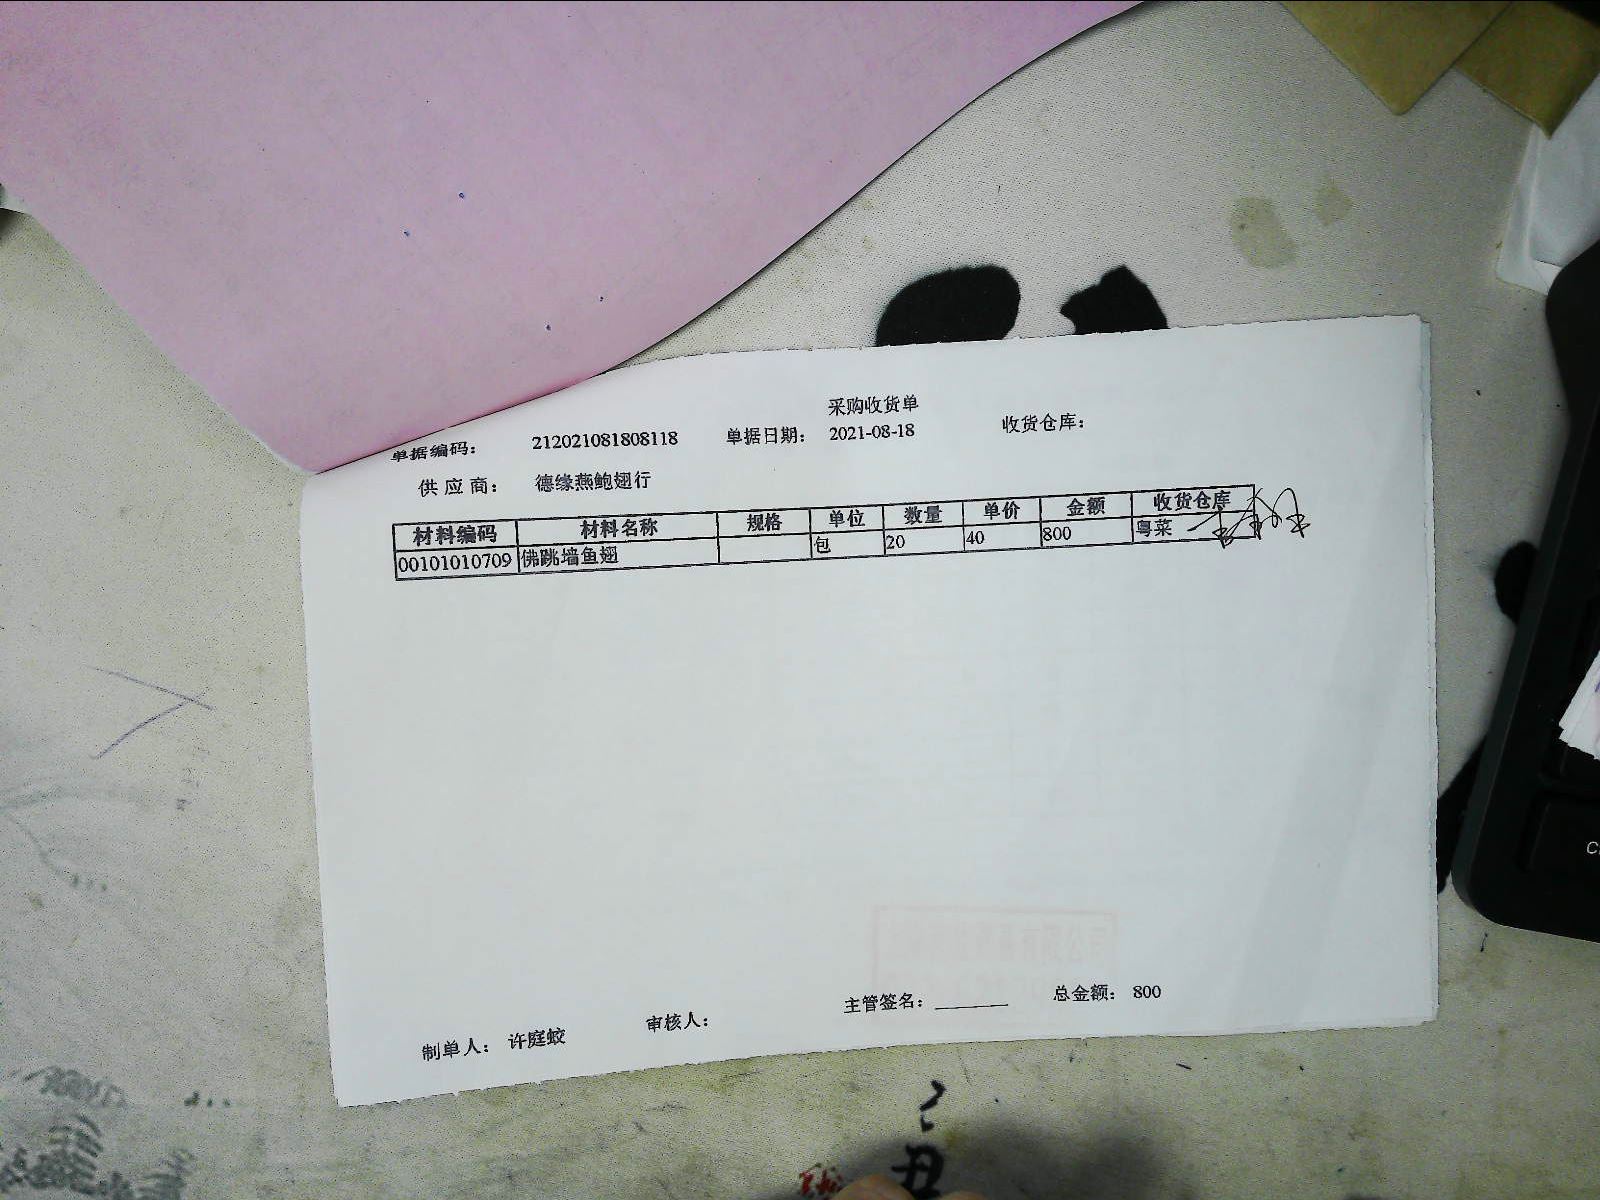 采购收货单
单据编码： 212021081808118 单据日期： 2021-08-18 收货仓库：
供应商： 德缘燕鲍翅行
材料编码 材料名称 规格 单位 数量 单价 金额 收货仓库
00101010709 佛跳墙鱼翅 包 20 40 800 粤菜
主管签名： 总金额： 800
制单人： 许庭蛟 审核人：
丑